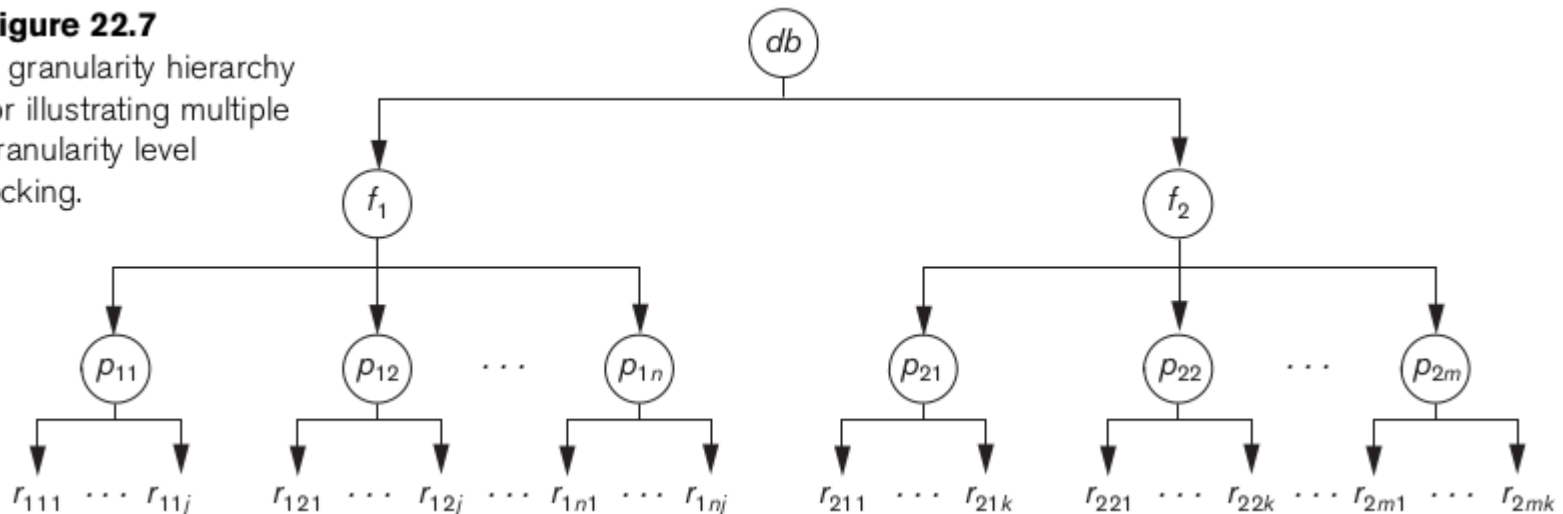 igure 22.7
granularity hierarchy
or illustrating multiple
ranularity level
cking.
db
f1 f2
p11 p12 · · · p1n p21 p22 · · · p2m
r111 · · · r11j r121 · · · r12j · · · r1n1 · · · r1nj r211 · · · r21k r221 · · · r22k · · · r2m1 · · · r2mk